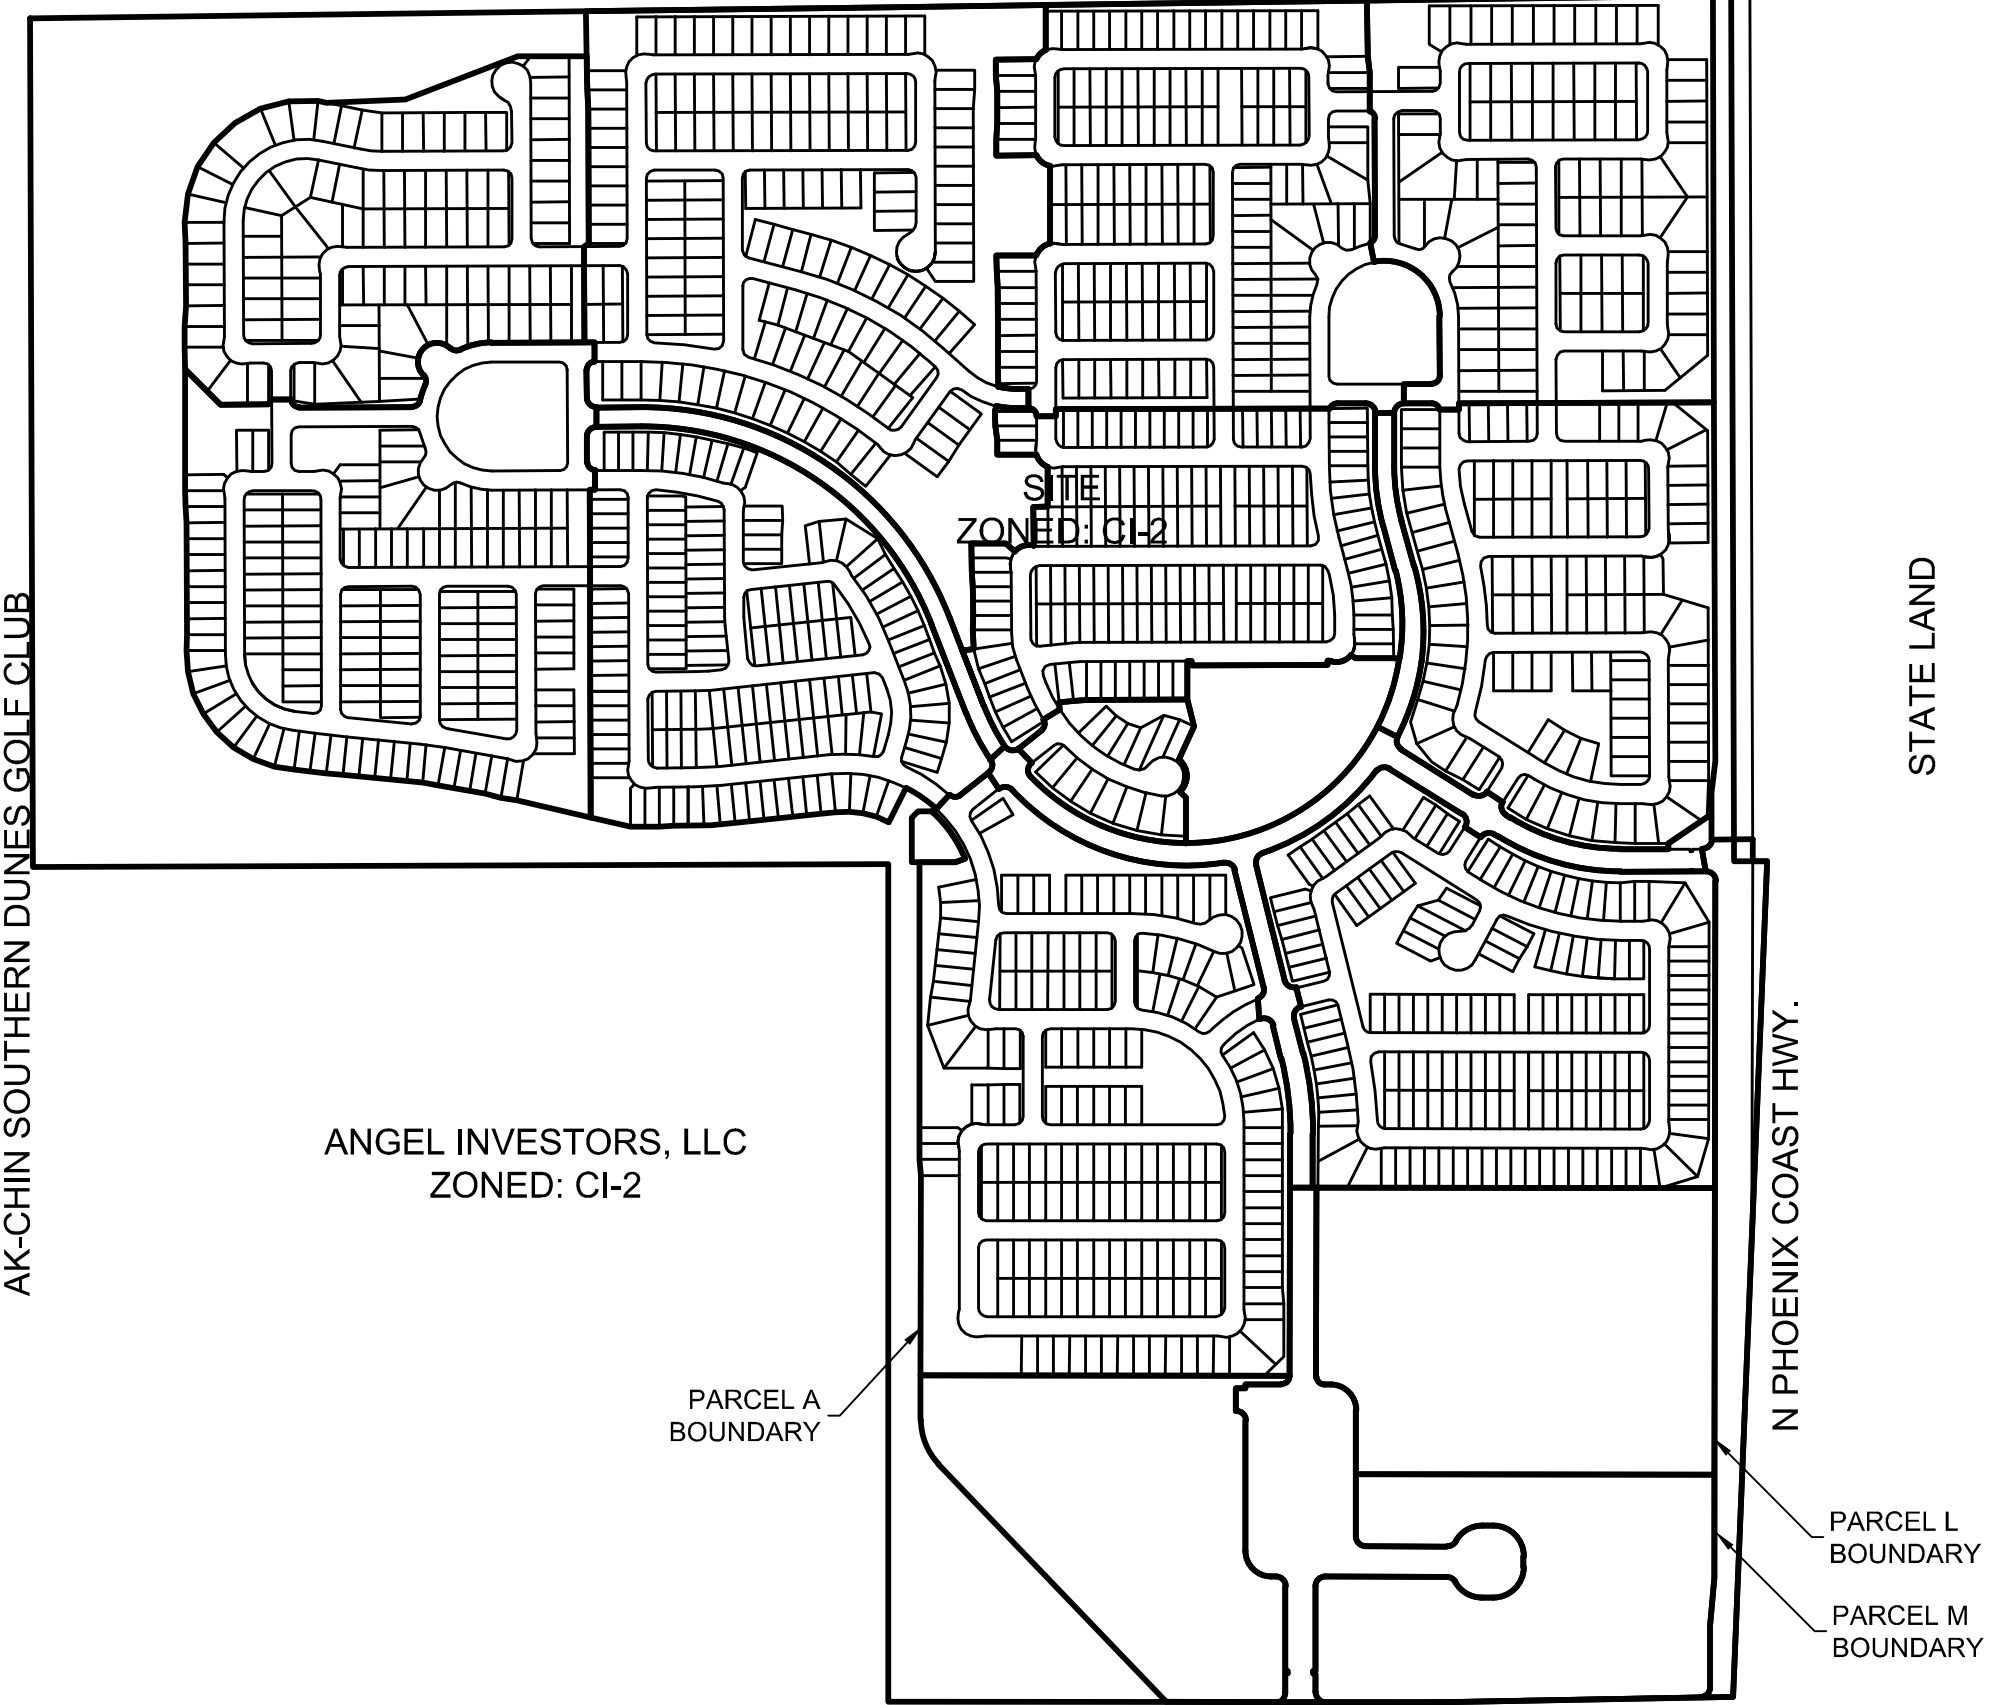 SITE
ZONED: CI-2
AK-CHIN SOUTHERN DUNES GOLF CLUB
STATE LAND
ANGEL INVESTORS, LLC
ZONED: CI-2
N PHOENIX COAST HWY.
PARCEL A
BOUNDARY
PARCEL L
BOUNDARY
PARCEL M
BOUNDARY